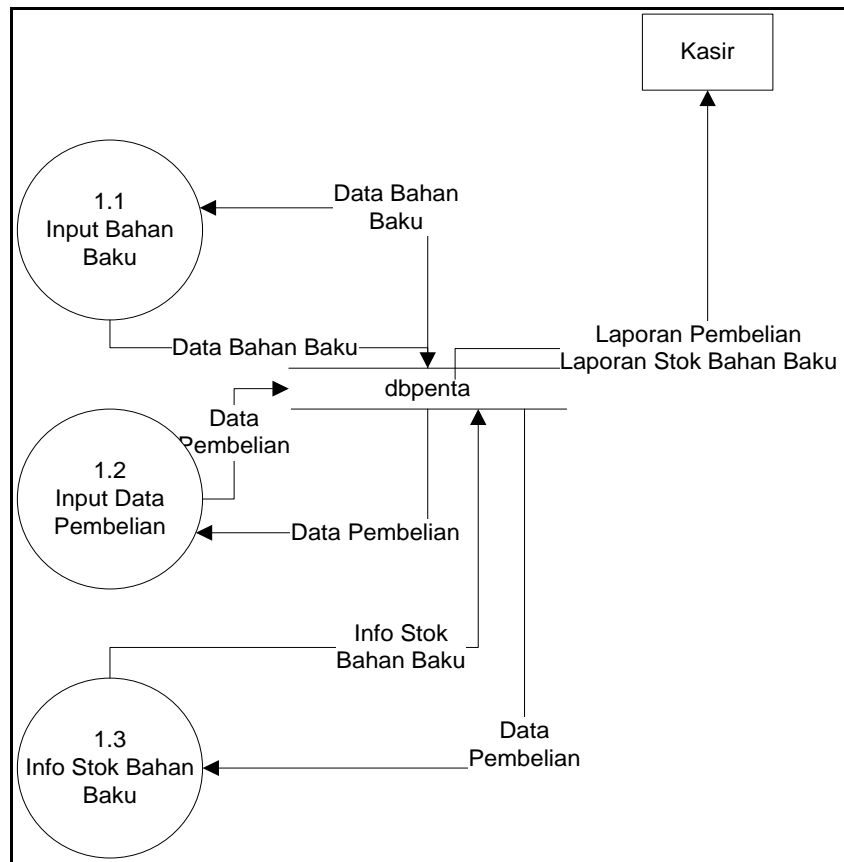 Kasir
1.1
Input Bahan
Baku
Data Bahan
Baku
Data Bahan Baku
Laporan Pembelian
Laporan Stok Bahan Baku
dbpenta
Data
Pembelian
1.2
Input Data
Pembelian
Data Pembelian
Info Stok
Bahan Baku
1.3
Info Stok Bahan
Baku
Data
Pembelian